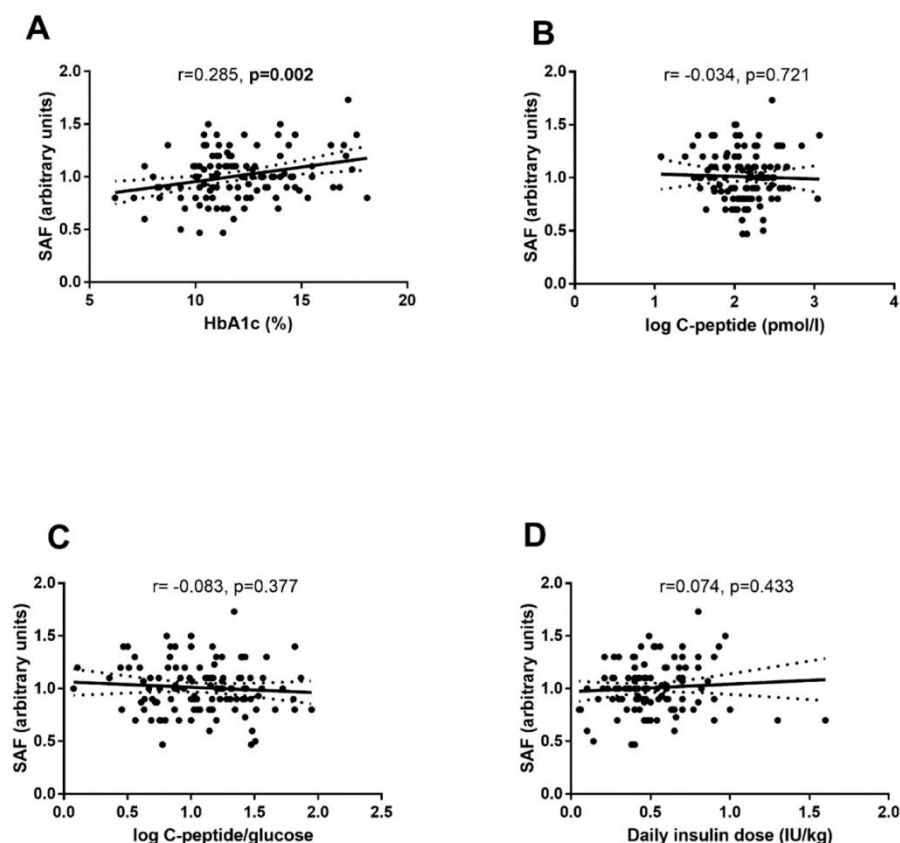 A
r=0.285, p=0.002
SAF (arbitrary units)
2.0
1.5
1.0
0.5
0.0
5 10 15 20
HbA1c (%)
B
r= -0.034, p=0.721
SAF (arbitrary units)
2.0
1.5
1.0
0.5
0.0
0 1 2 3 4
log C-peptide (pmol/l)
C
r= -0.083, p=0.377
SAF (arbitrary units)
2.0
1.5
1.0
0.5
0.0
0.0 0.5 1.0 1.5 2.0 2.5
log C-peptide/glucose
D
r=0.074, p=0.433
SAF (arbitrary units)
2.0
1.5
1.0
0.5
0.0
0.0 0.5 1.0 1.5 2.0
Daily insulin dose (IU/kg)